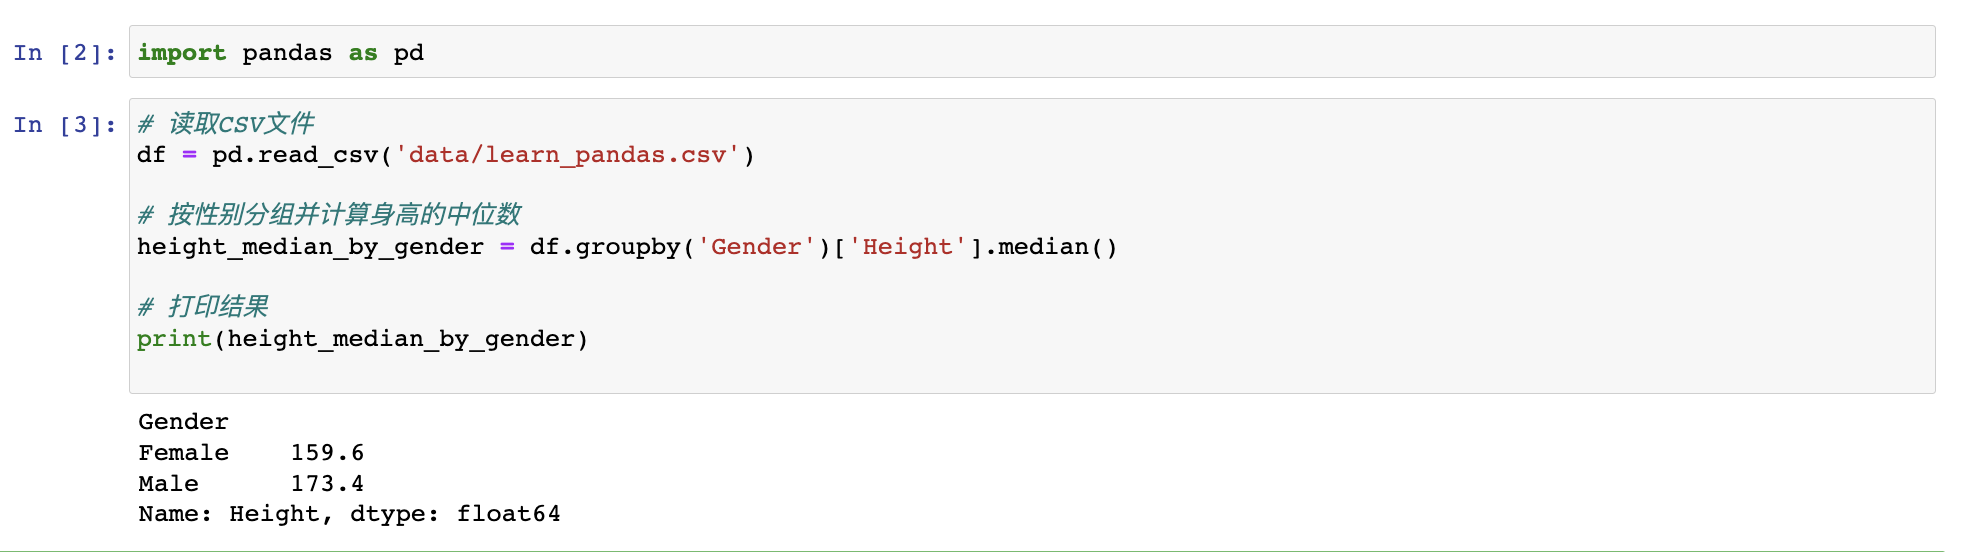 In [2]: import pandas as pd
In [3]: # 读取CSV文件
df = pd.read_csv('data/learn_pandas.csv')
# 按性别分组并计算身高的中位数
height_median_by_gender = df.groupby('Gender')['Height'].median()
# 打印结果
print(height_median_by_gender)
Gender
Female    159.6
Male      173.4
Name: Height, dtype: float64